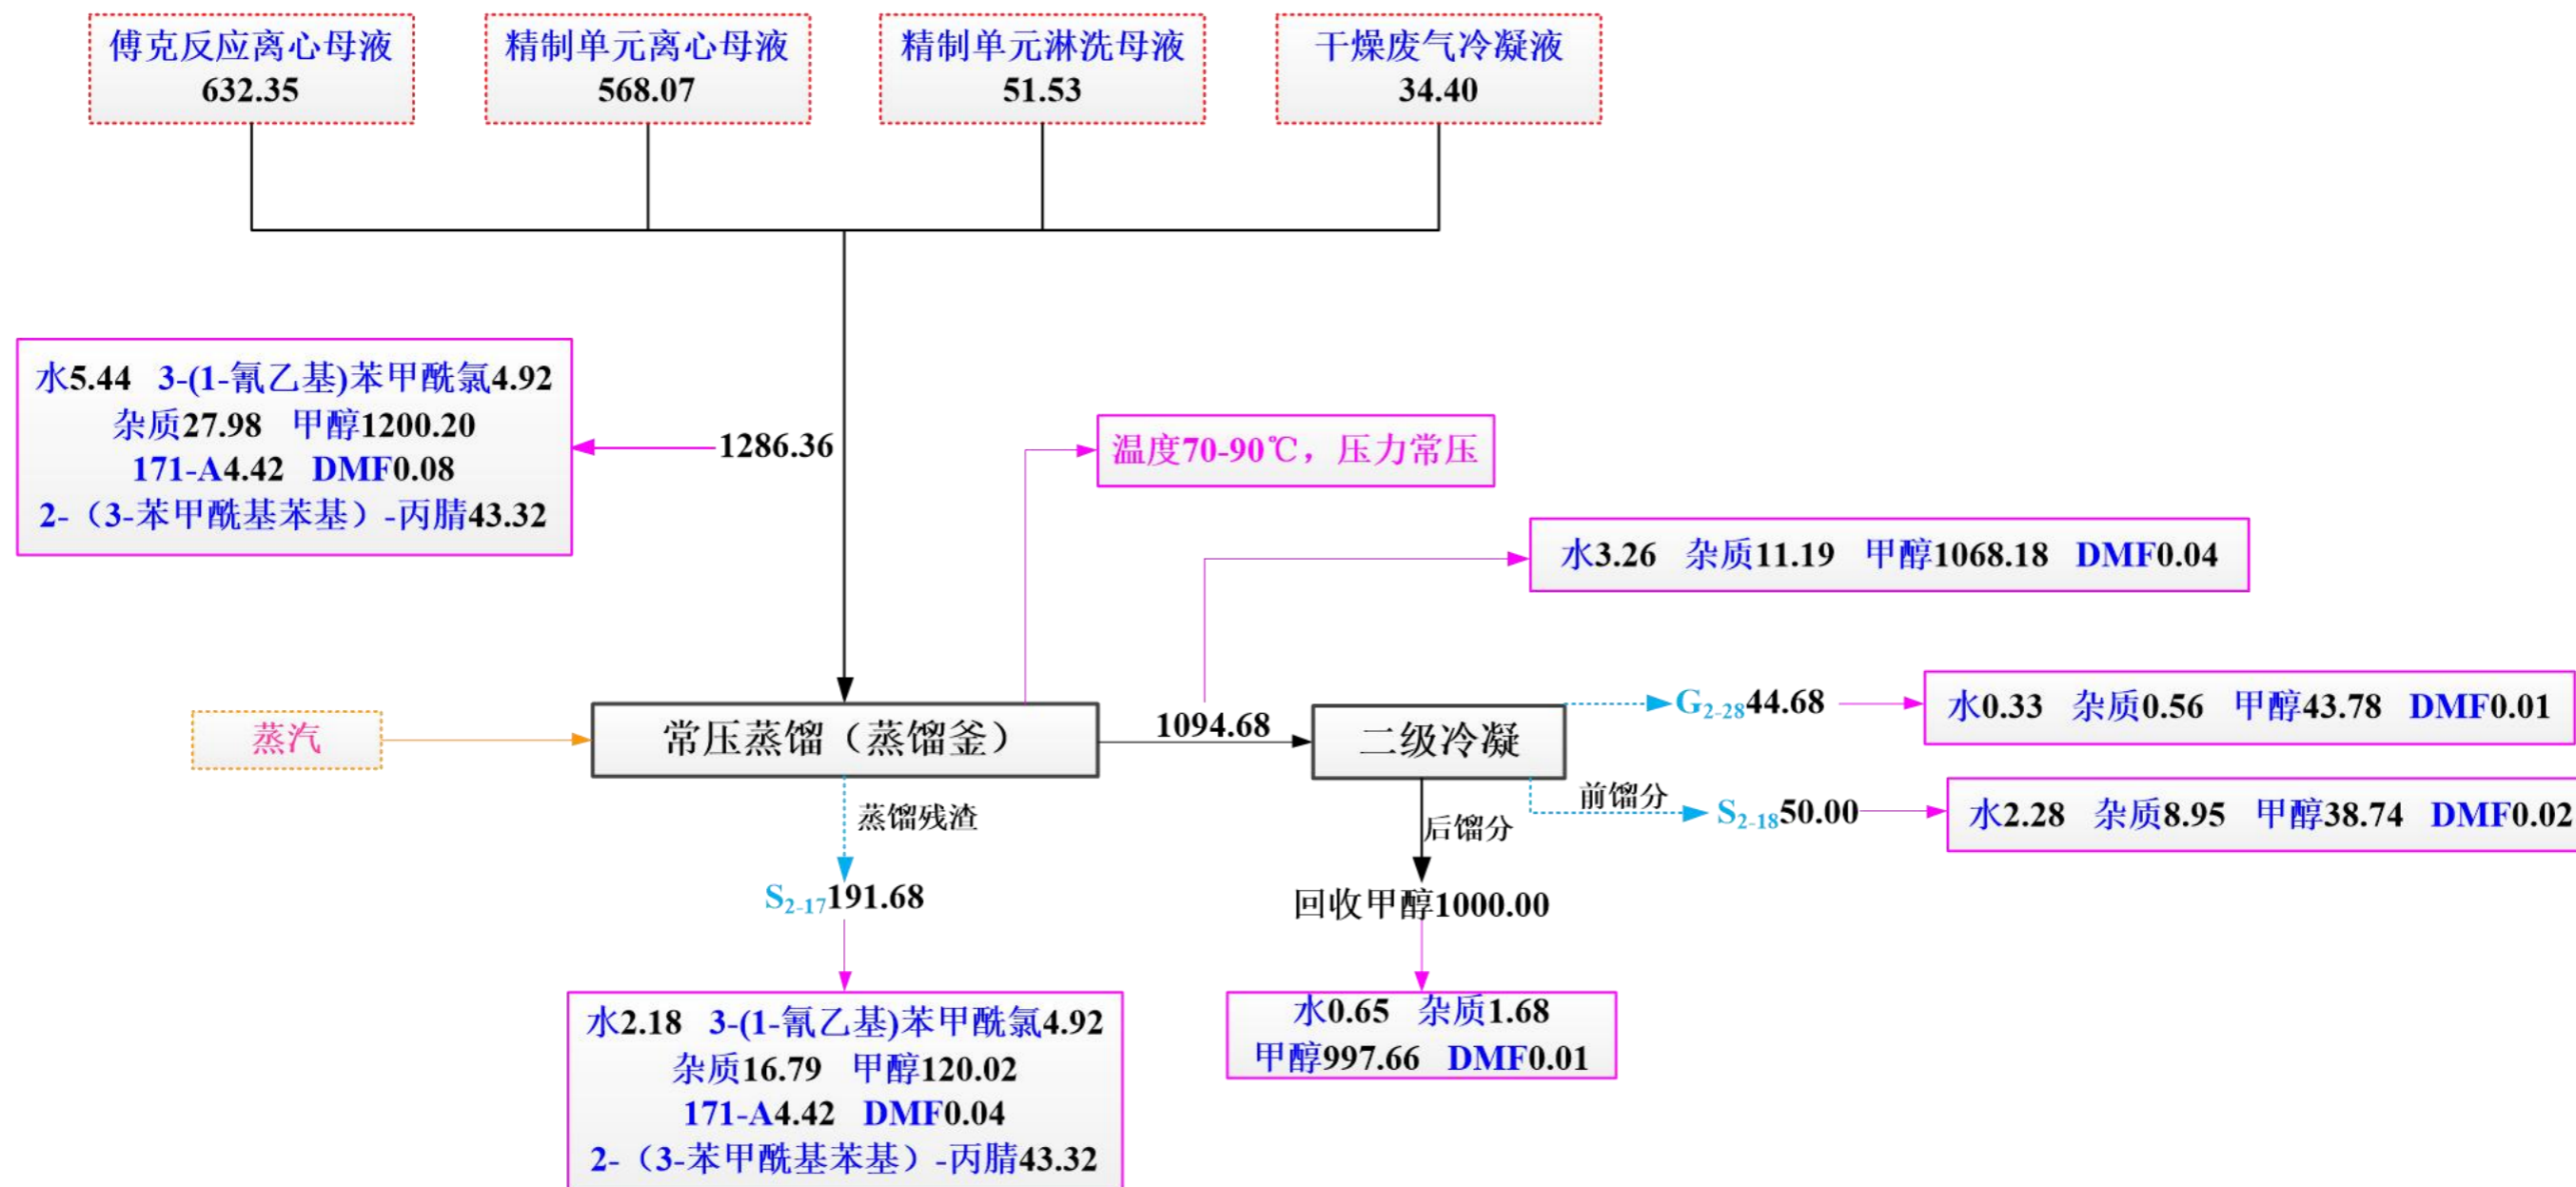 傅克反应离心母液
632.35
精制单元离心母液
568.07
精制单元淋洗母液
51.53
干燥废气冷凝液
34.40
水5.44 3-(1-氰乙基)苯甲酰氯4.92
杂质27.98 甲醇1200.20
171-A4.42 DMF0.08
2-（3-苯甲酰基苯基）-丙腈43.32
1286.36
温度70-90℃，压力常压
水3.26 杂质11.19 甲醇1068.18 DMF0.04
蒸汽
常压蒸馏（蒸馏釜）
1094.68
二级冷凝
G2-2844.68
水0.33 杂质0.56 甲醇43.78 DMF0.01
前馏分
S2-1850.00
水2.28 杂质8.95 甲醇38.74 DMF0.02
蒸馏残渣
后馏分
S2-17191.68
回收甲醇1000.00
水2.18 3-(1-氰乙基)苯甲酰氯4.92
杂质16.79 甲醇120.02
171-A4.42 DMF0.04
2-（3-苯甲酰基苯基）-丙腈43.32
水0.65 杂质1.68
甲醇997.66 DMF0.01